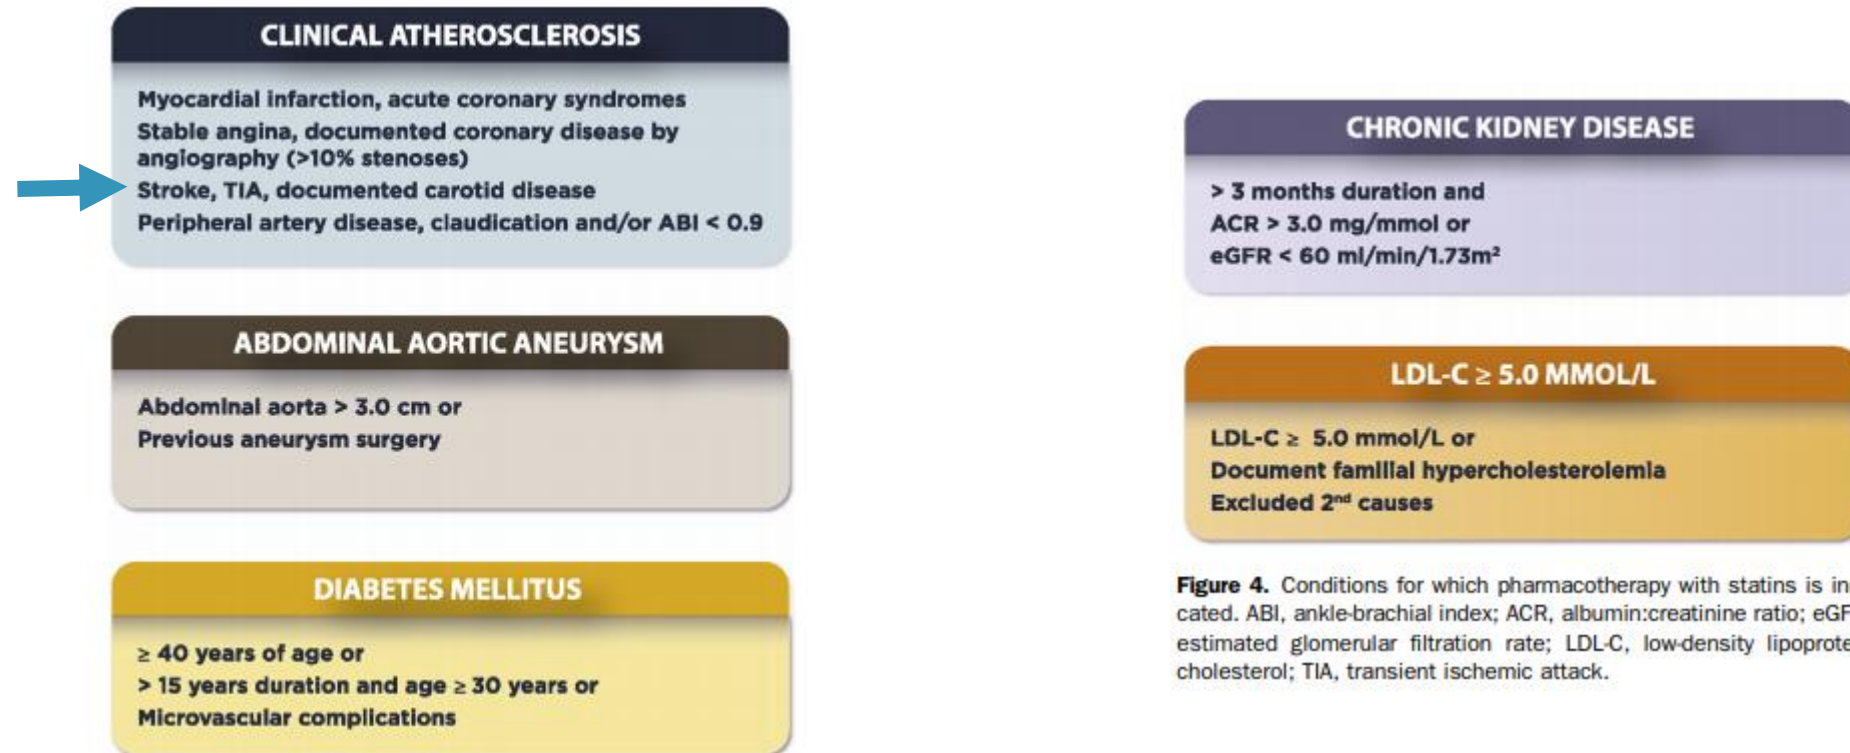 CLINICAL ATHEROSCLEROSIS
Myocardial infarction, acute coronary syndromes
Stable angina, documented coronary disease by
angiography (>10% stenoses)
Stroke, TIA, documented carotid disease
Peripheral artery disease, claudication and/or ABI < 0.9
ABDOMINAL AORTIC ANEURYSM
Abdominal aorta > 3.0 cm or
Previous aneurysm surgery
DIABETES MELLITUS
≥ 40 years of age or
> 15 years duration and age ≥ 30 years or
Microvascular complications
CHRONIC KIDNEY DISEASE
> 3 months duration and
ACR > 3.0 mg/mmol or
eGFR < 60 ml/min/1.73m²
LDL-C ≥ 5.0 MMOL/L
LDL-C ≥ 5.0 mmol/L or
Document familial hypercholesterolemia
Excluded 2nd causes
Figure 4. Conditions for which pharmacotherapy with statins is in
cated. ABI, ankle-brachial index; ACR, albumin:creatinine ratio; eGF
estimated glomerular filtration rate; LDL-C, low-density lipoprote
cholesterol; TIA, transient ischemic attack.